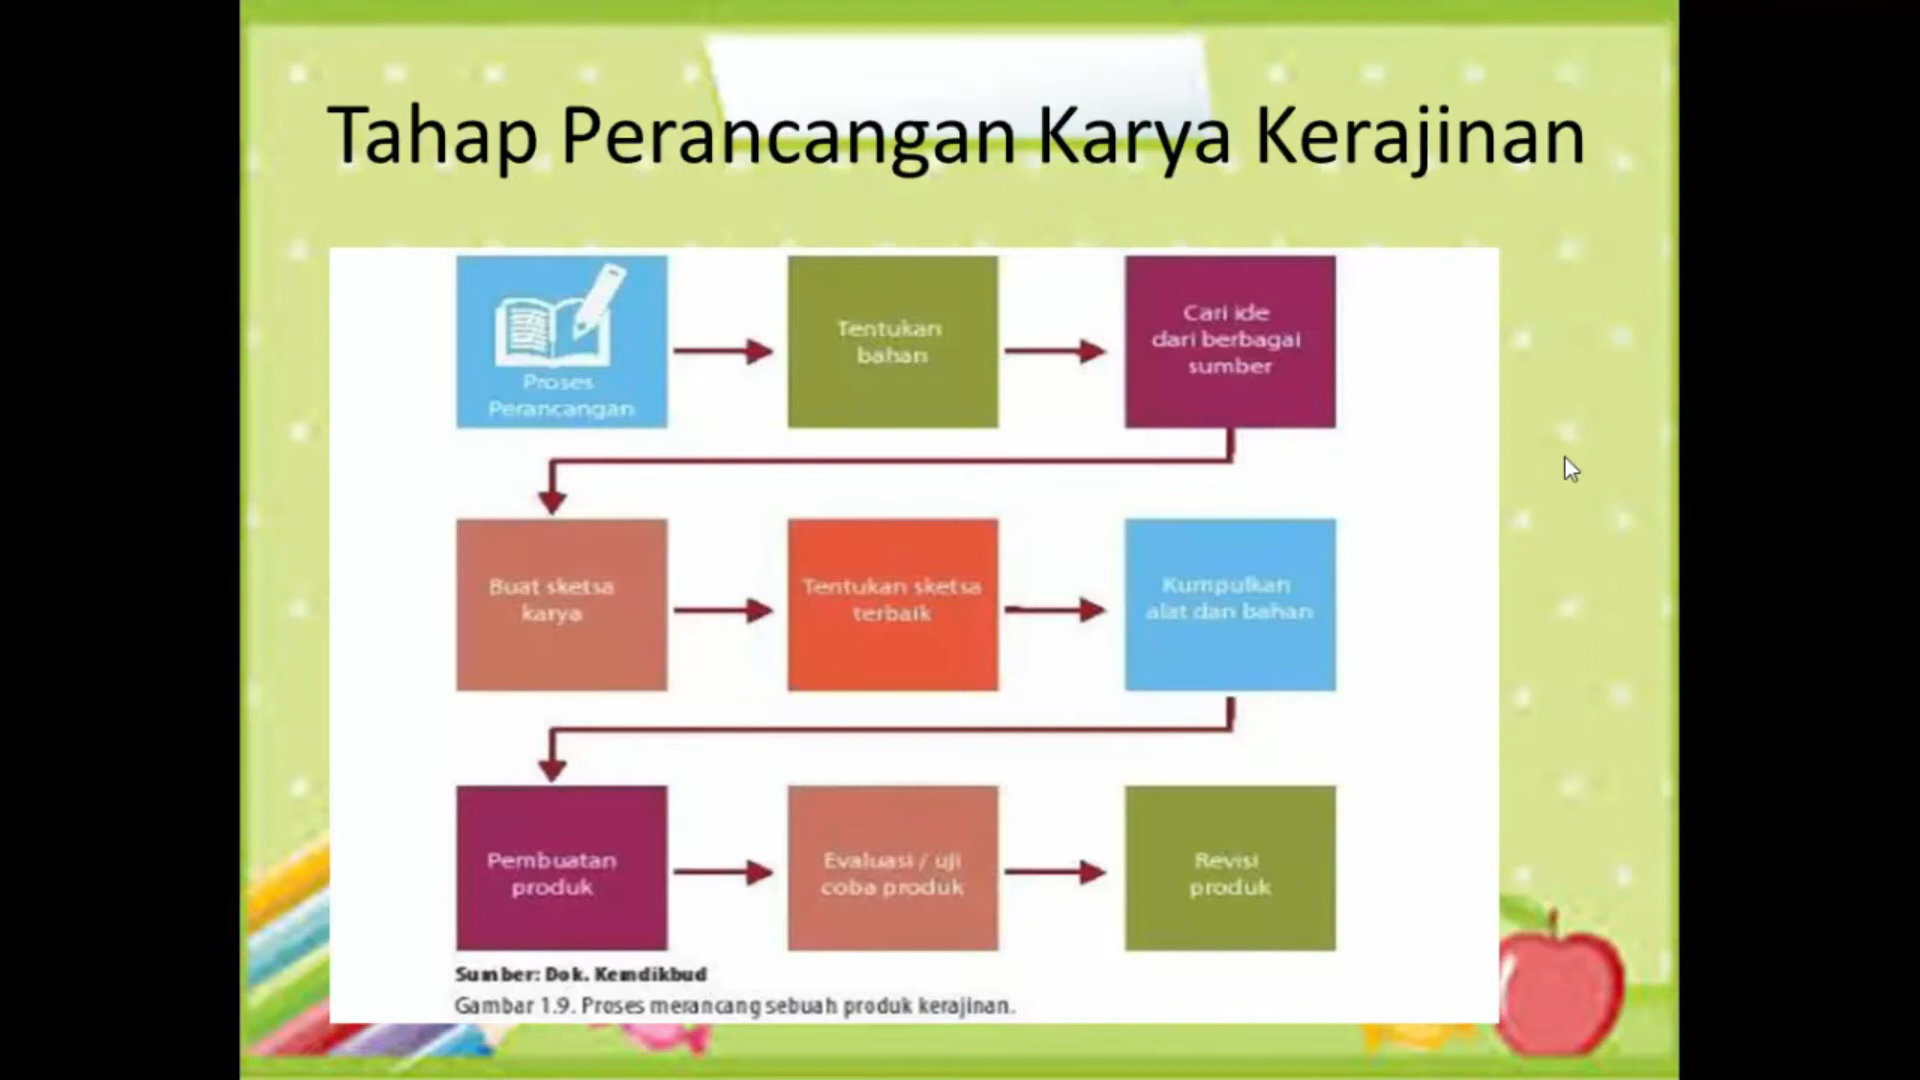 Tahap Perancangan Karya Kerajinan
Proses
Perancangan
Tentukan
bahan
Cari ide
dari berbagai
sumber
Buat sketsa
karya
Tentukan sketsa
terbaik
Kumpulkan
alat dan bahan
Pembuatan
produk
Evaluasi / uji
coba produk
Revisi
produk
Sumber: Dok. Kemdikbud
Gambar 1.9. Proses merancang sebuah produk kerajinan.